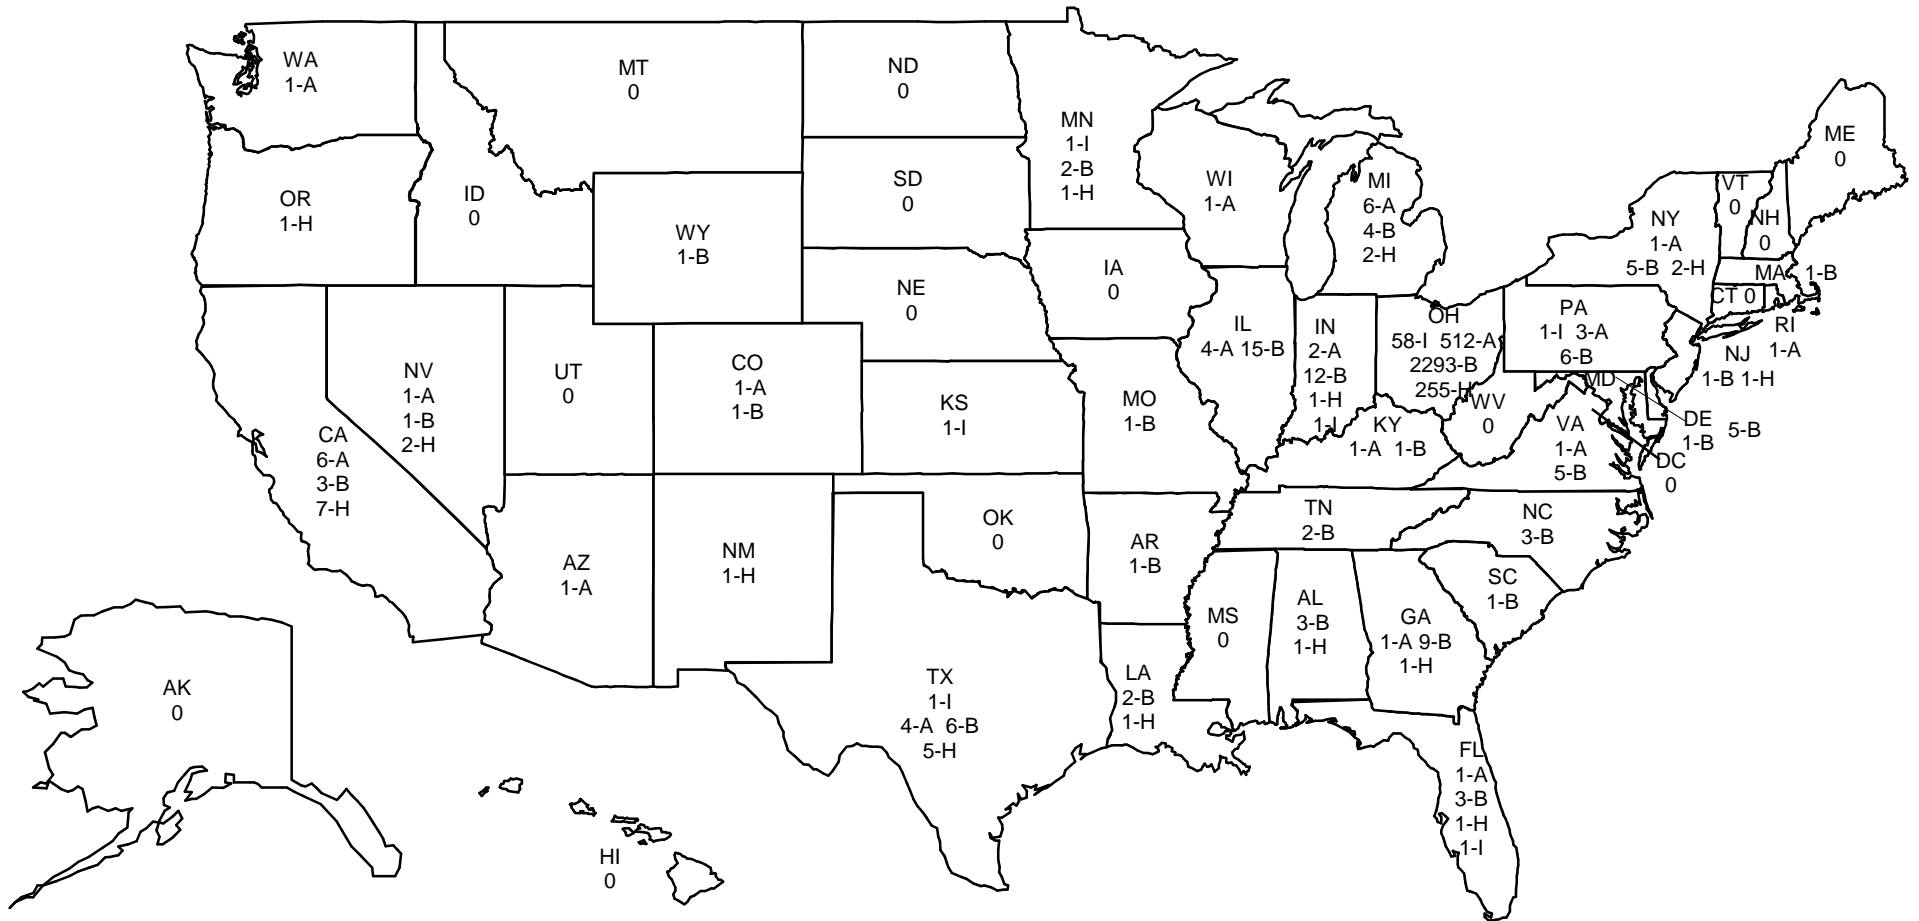 WA
1-A
MT
0
ND
0
MN
1-I
2-B
1-H
ME
0
OR
1-H
ID
0
SD
0
WI
1-A
MI
6-A
4-B
2-H
VT
0
NH
0
NY
1-A
5-B 2-H
WY
1-B
IA
0
NE
0
MA 1-B
CT 0
RI
1-A
PA
1-I 3-A
6-B
NJ
1-B 1-H
OH
58-I 512-A
2293-B
255-H
IN
2-A
12-B
1-H
1-I
IL
4-A 15-B
NV
1-A
1-B
2-H
UT
0
CO
1-A
1-B
KS
1-I
MO
1-B
KY
1-A 1-B
WV
0
VA
1-A
5-B
MD
5-B
DE
1-B
DC
0
CA
6-A
3-B
7-H
AZ
1-A
NM
1-H
OK
0
AR
1-B
TN
2-B
NC
3-B
SC
1-B
MS
0
AL
3-B
1-H
GA
1-A 9-B
1-H
TX
1-I
4-A 6-B
5-H
LA
2-B
1-H
FL
1-A
3-B
1-H
1-I
AK
0
HI
0